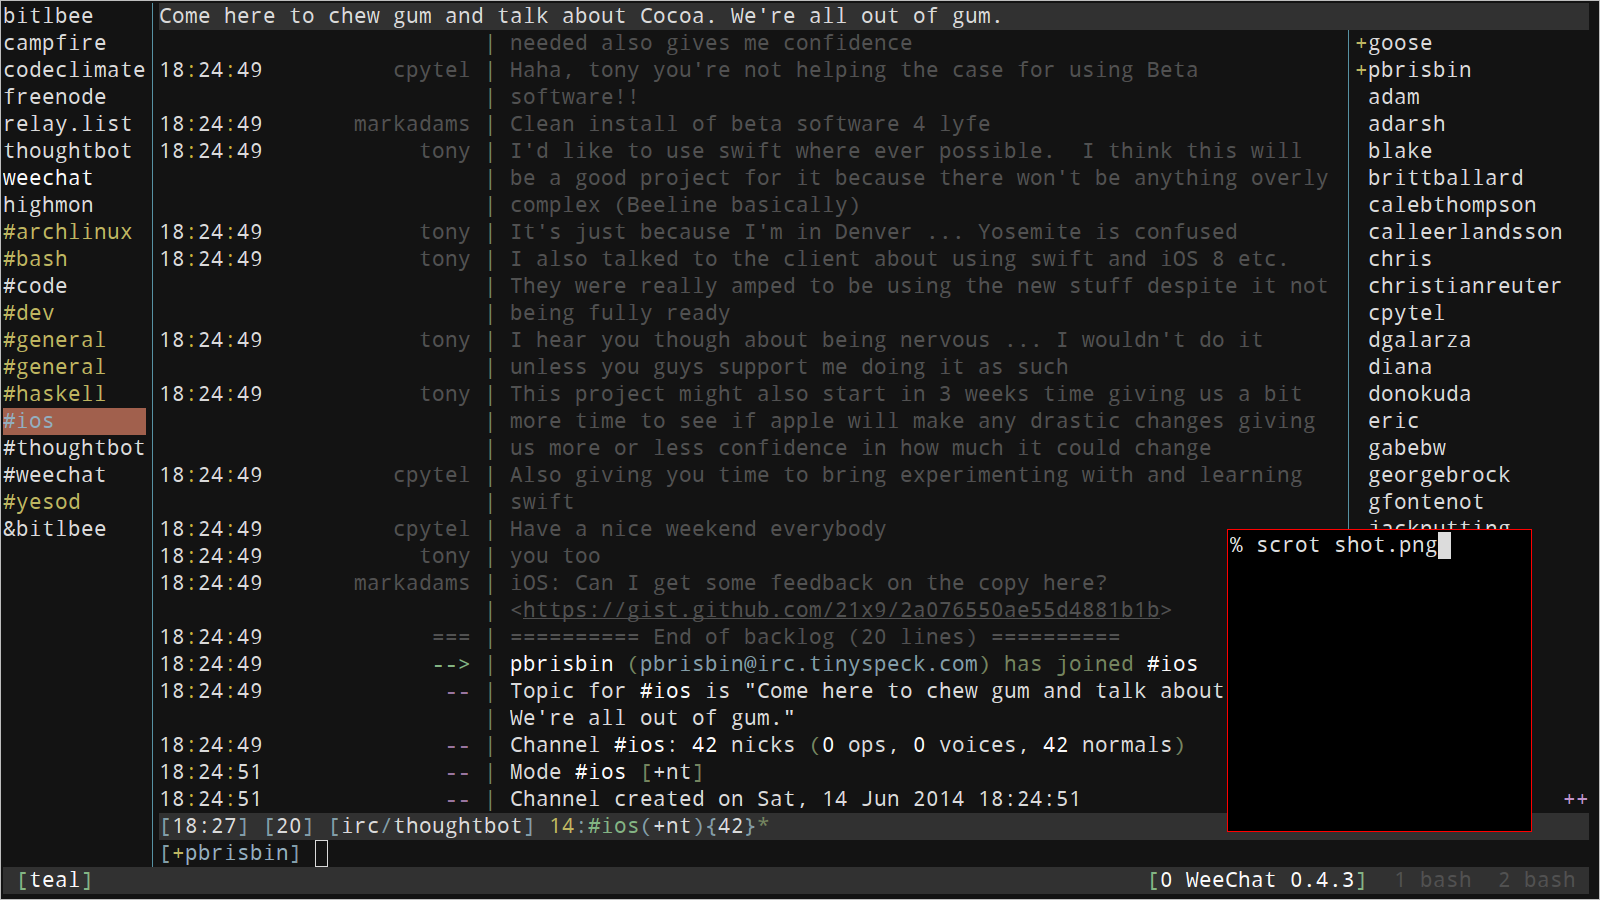 bitlbee
campfire
codeclimate
freenode
relay.list
thoughtbot
weechat
highmon
#archlinux
#bash
#code
#dev
#general
#general
#haskell
#ios
#thoughtbot
#weechat
#yesod
&bitlbee
Come here to chew gum and talk about Cocoa. We're all out of gum.
| needed also gives me confidence
18:24:49 cpytel | Haha, tony you're not helping the case for using Beta
| software!!
18:24:49 markadams | Clean install of beta software 4 lyfe
18:24:49 tony | I'd like to use swift where ever possible.  I think this will
| be a good project for it because there won't be anything overly
| complex (Beeline basically)
18:24:49 tony | It's just because I'm in Denver ... Yosemite is confused
18:24:49 tony | I also talked to the client about using swift and iOS 8 etc.
| They were really amped to be using the new stuff despite it not
| being fully ready
18:24:49 tony | I hear you though about being nervous ... I wouldn't do it
| unless you guys support me doing it as such
18:24:49 tony | This project might also start in 3 weeks time giving us a bit
| more time to see if apple will make any drastic changes giving
| us more or less confidence in how much it could change
18:24:49 cpytel | Also giving you time to bring experimenting with and learning
| swift
18:24:49 cpytel | Have a nice weekend everybody
18:24:49 tony | you too
18:24:49 markadams | iOS: Can I get some feedback on the copy here?
| <https://gist.github.com/21x9/2a076550ae55d4881b1b>
18:24:49 === | ========== End of backlog (20 lines) ==========
18:24:49 --> | pbrisbin (pbrisbin@irc.tinyspeck.com) has joined #ios
18:24:49 -- | Topic for #ios is "Come here to chew gum and talk about
| We're all out of gum."
18:24:49 -- | Channel #ios: 42 nicks (0 ops, 0 voices, 42 normals)
18:24:51 -- | Mode #ios [+nt]
18:24:51 -- | Channel created on Sat, 14 Jun 2014 18:24:51
+goose
+pbrisbin
adam
adarsh
blake
brittballard
calebthompson
calleerlandsson
chris
christianreuter
cpytel
dgalarza
diana
donokuda
eric
gabebw
georgebrock
gfontenot
jacknutting
++
% scrot shot.png
[18:27] [20] [irc/thoughtbot] 14:#ios(+nt){42}*
[+pbrisbin]
[teal] [0 WeeChat 0.4.3] 1 bash 2 bash